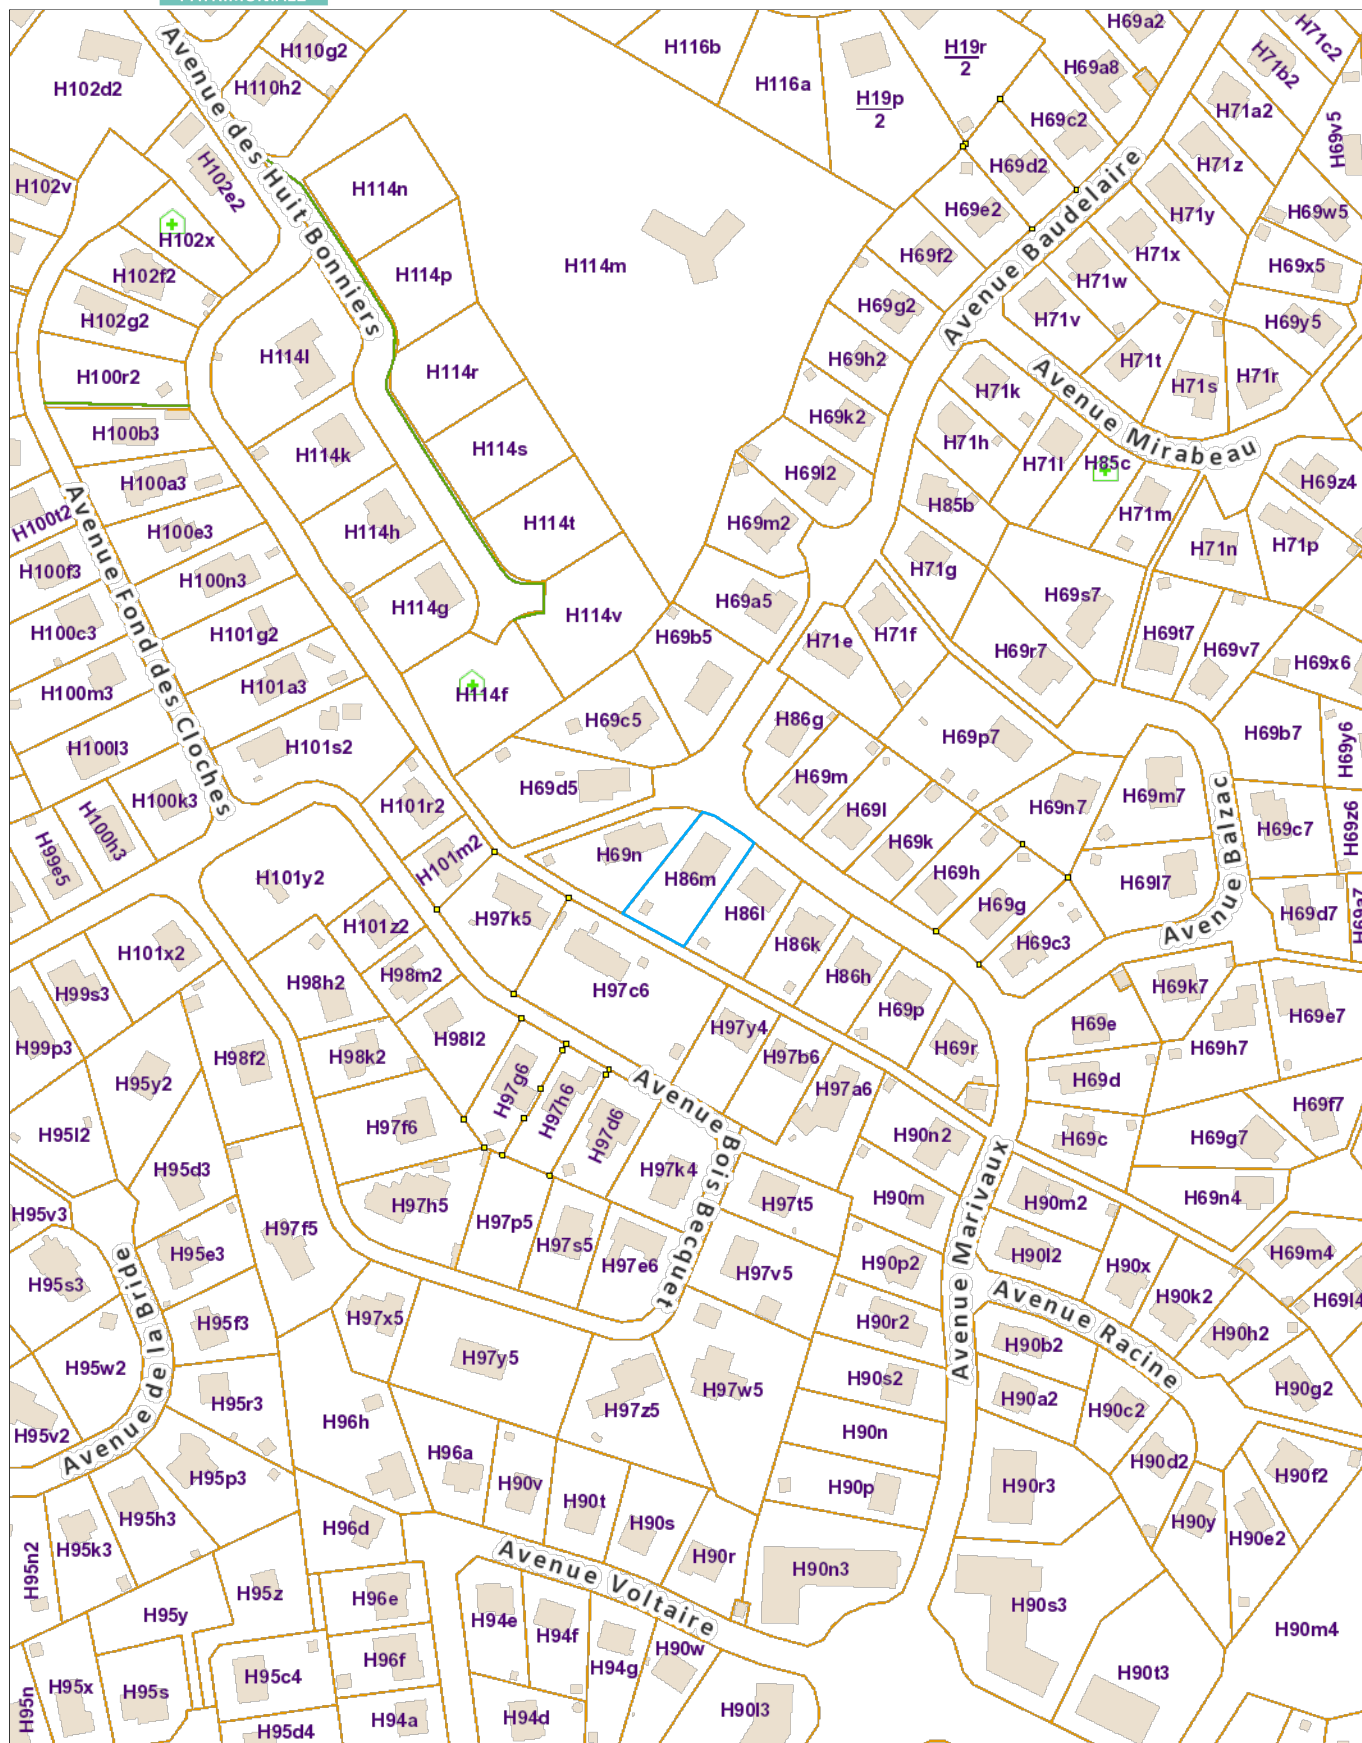 H110g2
H116b
H19r
2
H69a2
H71c2
H71b2
H102d2
H110h2
H116a
H19p
2
H69a8
H71a2
H69c2
H69v5
Avenue des Huit Bonniers
H102v
H102e2
H114n
H69d2
H71z
H69e2
H71y
H69w5
H102x
H69f2
H71x
H102f2
H114p
H114m
H69x5
H71w
Avenue Baudelaire
H102g2
H69g2
H71v
H69y5
H114l
H69h2
H71t
H100r2
H114r
H71k
H71s
H71r
Avenue Mirabeau
H69k2
H100b3
H71h
H114k
H114s
H71l
H85c
H69l2
H100a3
H69z4
H85b
H71m
H100t2
H114h
H114t
H69m2
H100e3
H71n
H71p
H100f3
H100n3
H71g
Avenue Fond des Cloches
H69a5
H114g
H69s7
H114v
H100c3
H101g2
H69b5
H71e
H71f
H69t7
H69r7
H69v7
H69x6
H100m3
H101a3
H114f
H69c5
H86g
H69p7
H69b7
H69y6
H100l3
H101s2
H69m
H69d5
H100k3
H101r2
H69l
H69n7
H69m7
H69z6
H100h3
H69k
H69c7
Avenue Balzac
H99e5
H101m2
H69n
H86m
H69h
H69l7
H101y2
H69g
H86l
H97k5
H69d7
H69a7
H101z2
H86k
H69c3
H101x2
H98h2
H98m2
H97c6
H86h
H69k7
H99s3
H69p
H69e7
H97y4
H69e
H98l2
H99p3
H98f2
H98k2
H97b6
H69r
H69h7
H95y2
H97g6
H97a6
H69d
H97h6
Avenue Bois Becquet
H69f7
H95l2
H97f6
H97d6
H90n2
H69c
H69g7
H95d3
H97k4
Avenue Marivaux
H97h5
H97t5
H90m
H90m2
H69n4
H95v3
H97p5
H97f5
H95e3
H97s5
H97e6
H97v5
H90l2
H69m4
H95s3
H90p2
H90x
H90k2
H69l4
Avenue de la Bride
H97x5
H95f3
H90r2
H90b2
Avenue Racine
H90h2
H97y5
H95w2
H97w5
H90s2
H90g2
H95r3
H97z5
H90a2
H90c2
H96h
H95v2
H96a
H90n
H90d2
H95p3
H90v
H90p
H90r3
H90f2
H90t
H95h3
H96d
H90s
H90y
H90e2
H95k3
H95n2
Avenue Voltaire
H90r
H90n3
H95z
H96e
H90s3
H95y
H94e
H94f
H90w
H90m4
H96f
H94g
H95c4
H90t3
H95x
H95s
H95n
H94a
H94d
H90l3
H95d4